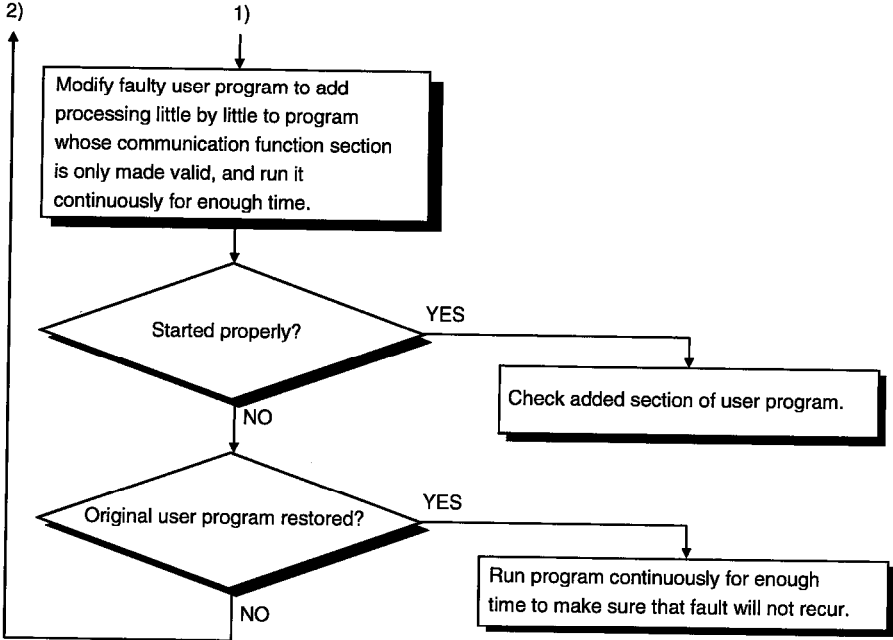 2)
1)
Modify faulty user program to add
processing little by little to program
whose communication function section
is only made valid, and run it
continuously for enough time.
Started properly?
YES
Check added section of user program.
NO
Original user program restored?
YES
Run program continuously for enough
time to make sure that fault will not recur.
NO